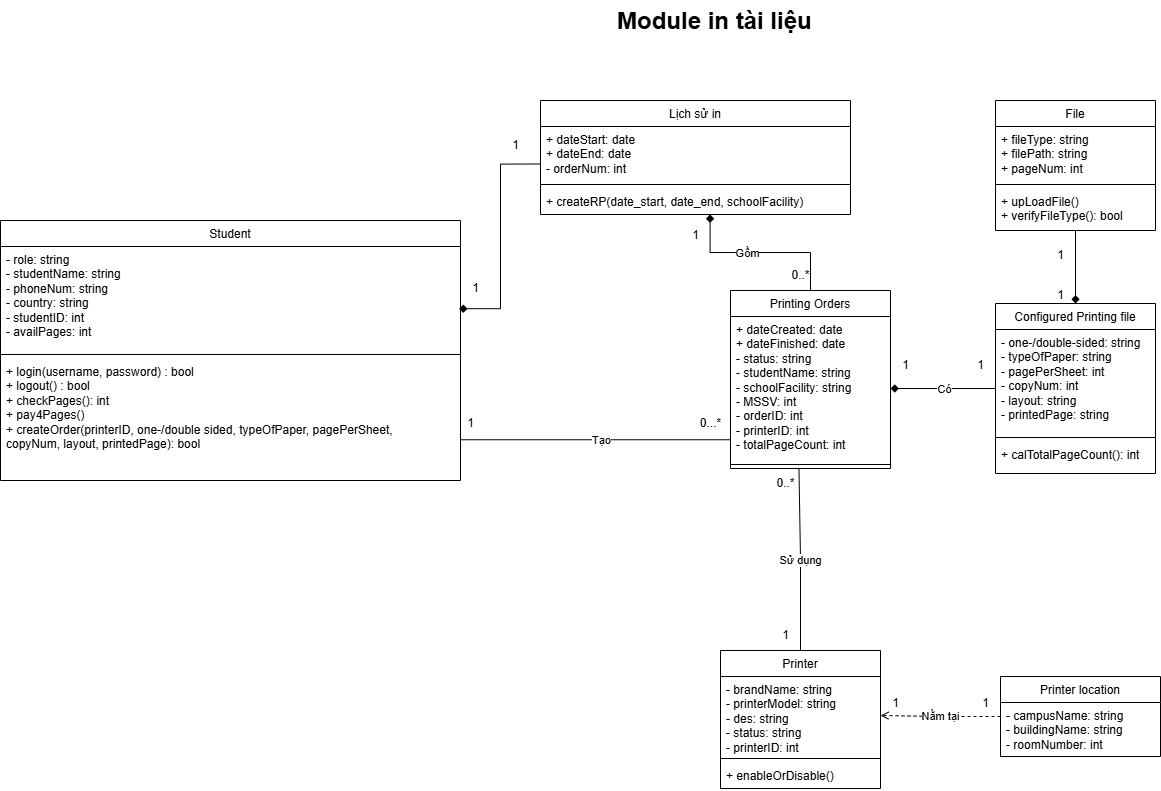 Module in tài liệu
Lịch sử in
+ dateStart: date
+ dateEnd: date
- orderNum: int
+ createRP(date_start, date_end, schoolFacility)
File
+ fileType: string
+ filePath: string
+ pageNum: int
+ upLoadFile()
+ verifyFileType(): bool
Student
- role: string
- studentName: string
- phoneNum: string
- country: string
- studentID: int
- availPages: int
+ login(username, password) : bool
+ logout() : bool
+ checkPages(): int
+ pay4Pages()
+ createOrder(printerID, one-/double sided, typeOfPaper, pagePerSheet,
copyNum, layout, printedPage): bool
1
1
1
Gồm
0..*
Printing Orders
+ dateCreated: date
+ dateFinished: date
- status: string
- studentName: string
- schoolFacility: string
- MSSV: int
- orderID: int
- printerID: int
- totalPageCount: int
1
1
Configured Printing file
- one-/double-sided: string
- typeOfPaper: string
- pagePerSheet: int
- copyNum: int
- layout: string
- printedPage: string
+ calTotalPageCount(): int
1
Có
1
1
Tạo
0...*
0..*
Sử dụng
1
Printer
- brandName: string
- printerModel: string
- des: string
- status: string
- printerID: int
+ enableOrDisable()
1
Nằm tại
1
Printer location
- campusName: string
- buildingName: string
- roomNumber: int